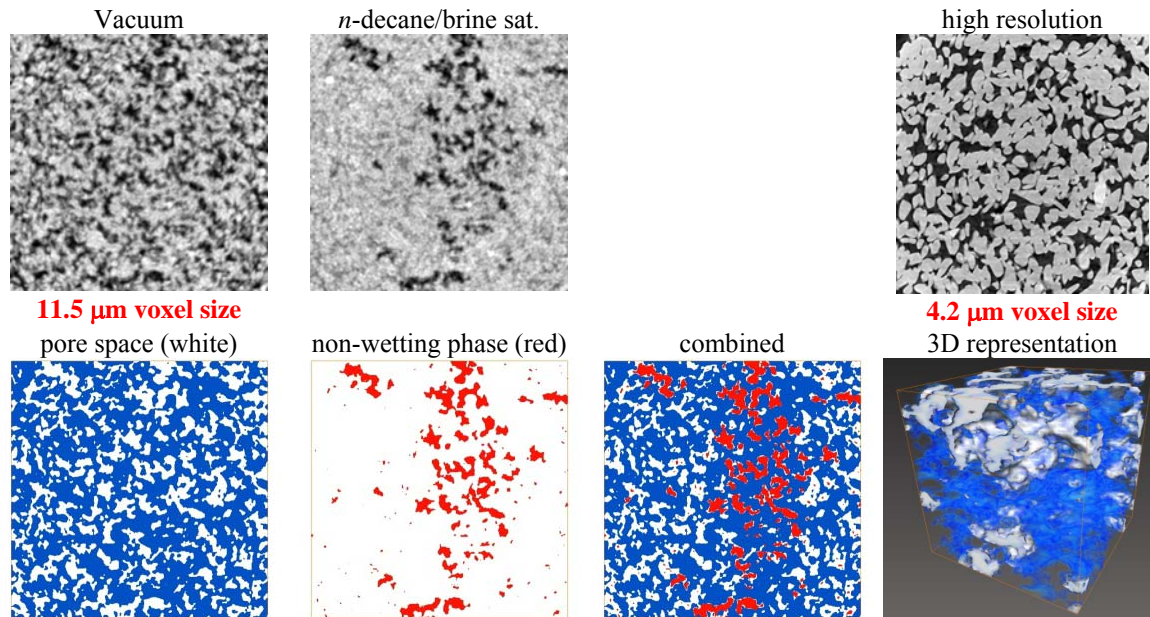 Vacuum
n-decane/brine sat.
high resolution
11.5 μm voxel size
4.2 μm voxel size
pore space (white)
non-wetting phase (red)
combined
3D representation